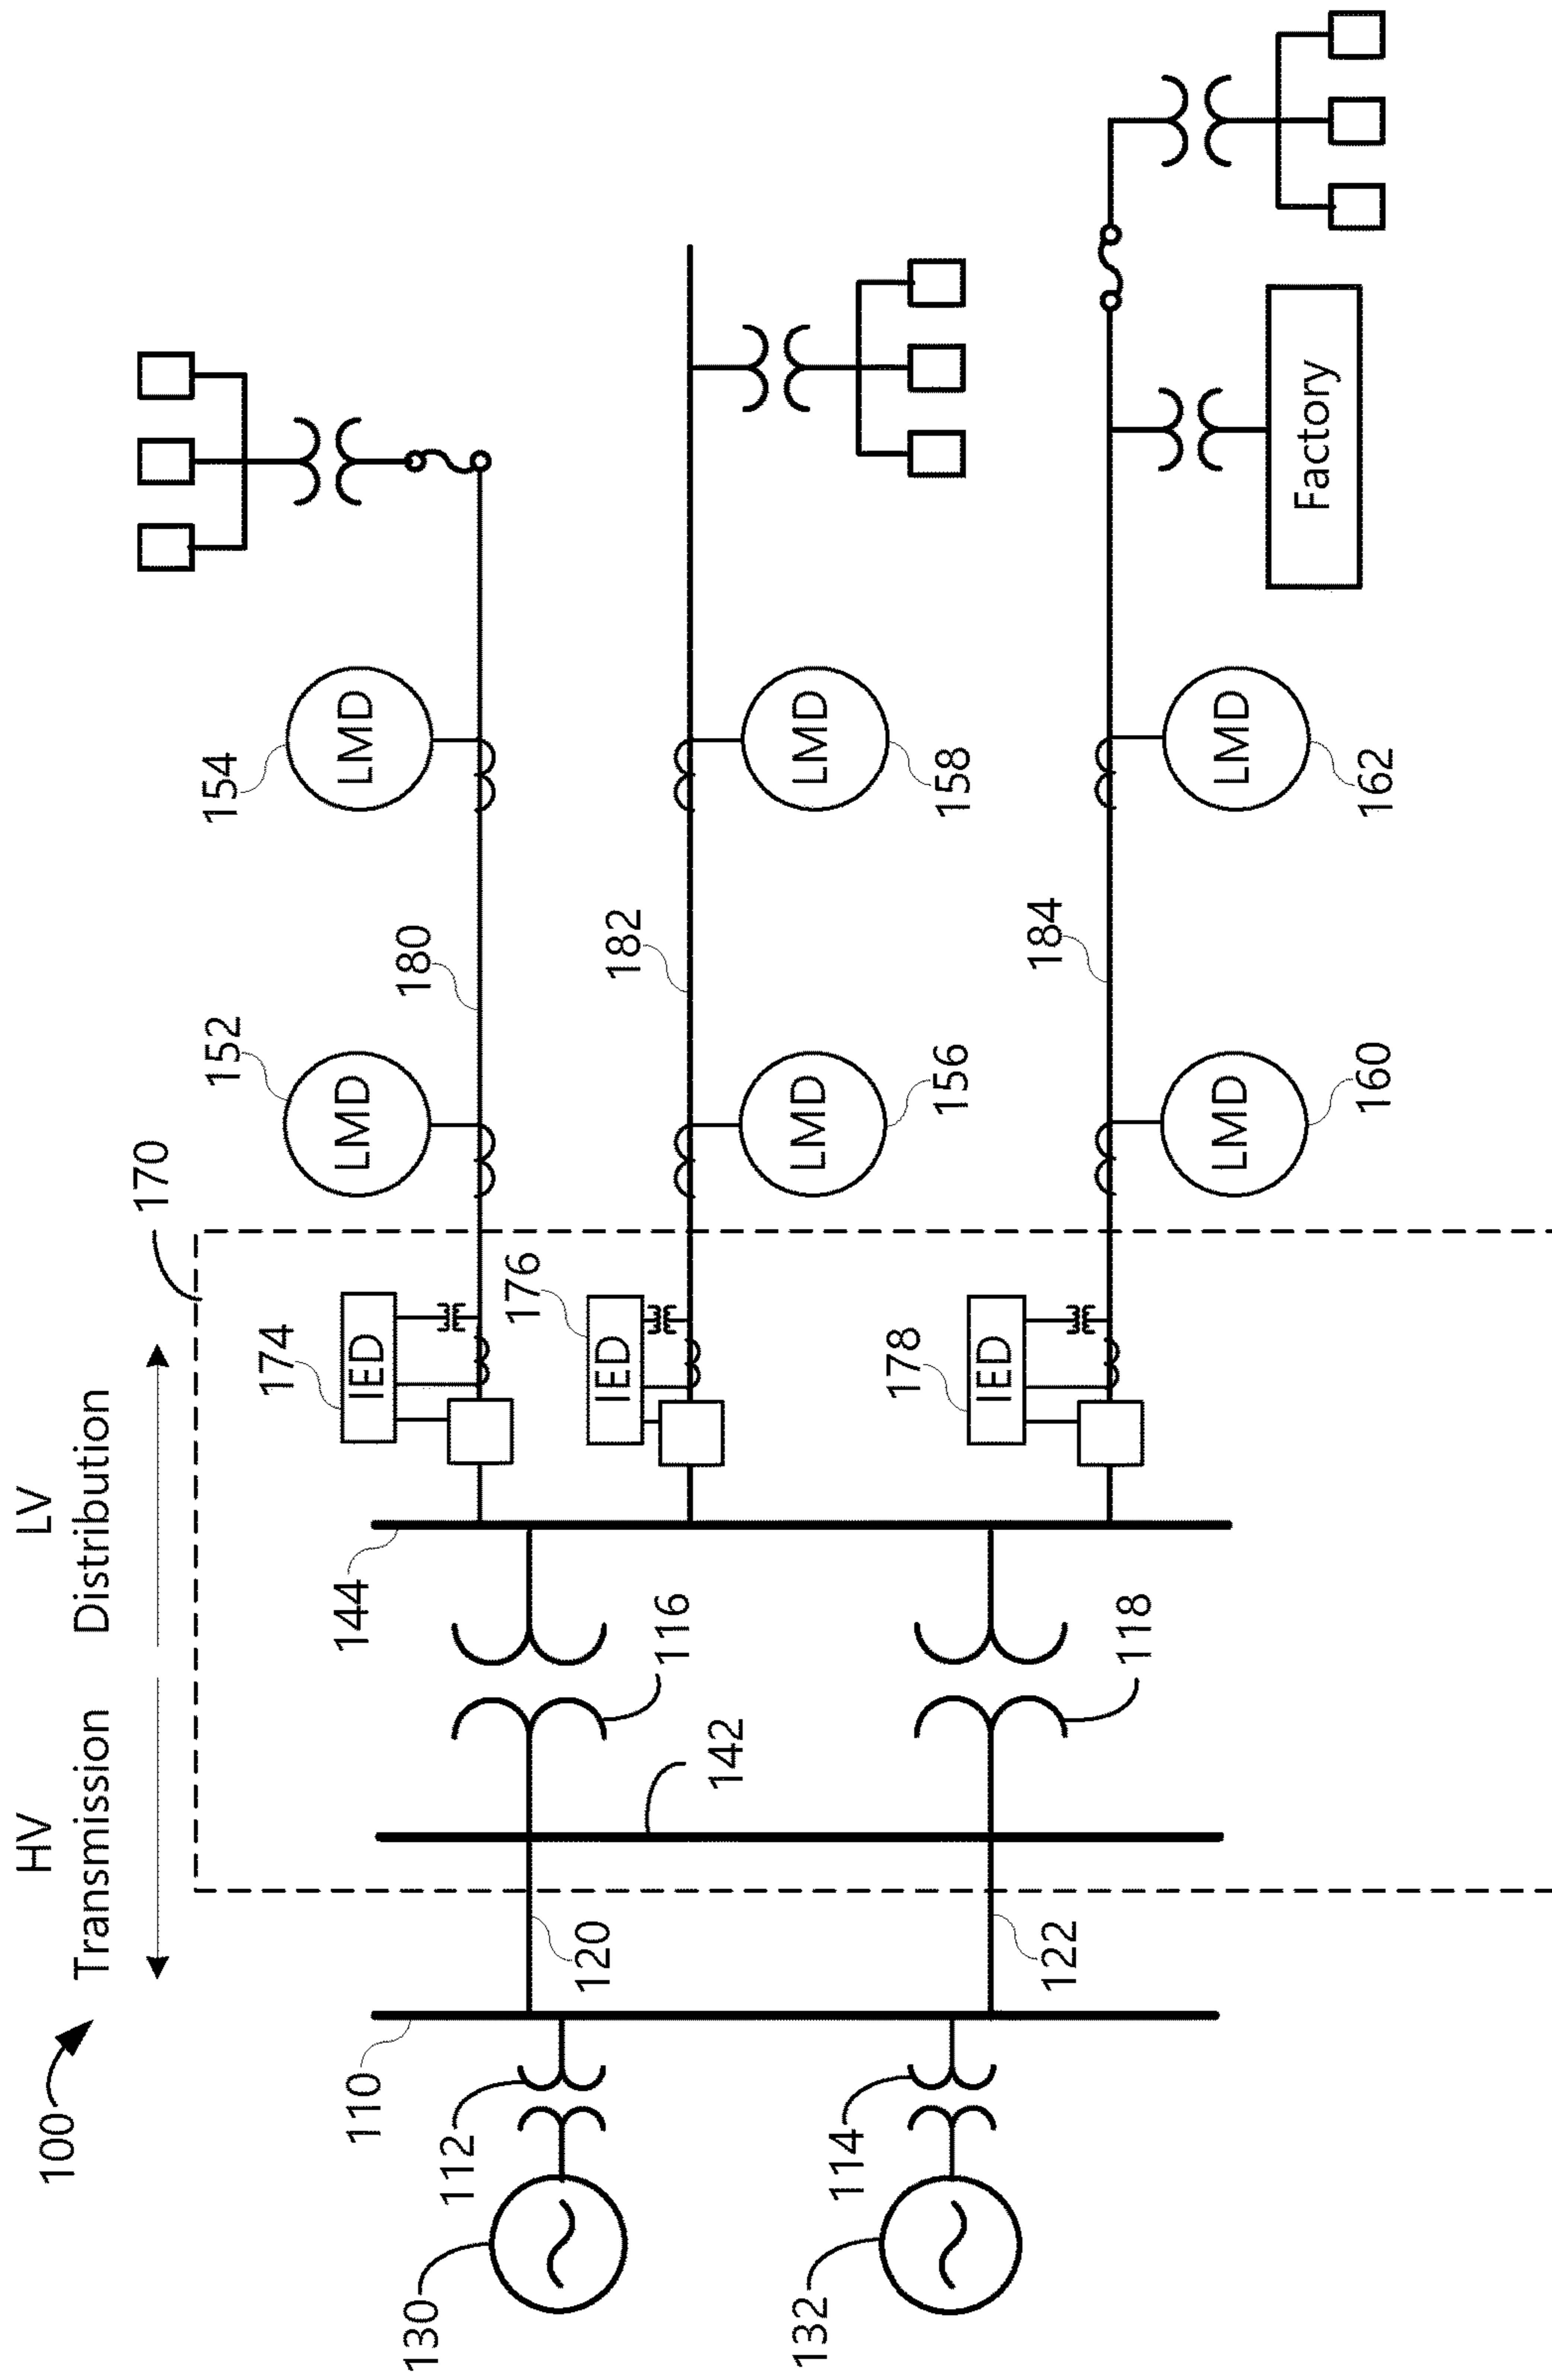 100
HV
Transmission
LV
Distribution
170
130
112
110
120
142
116
144
174
IED
152
LMD
180
154
LMD
176
IED
156
LMD
182
158
LMD
132
114
122
118
178
IED
160
LMD
184
162
LMD
Factory